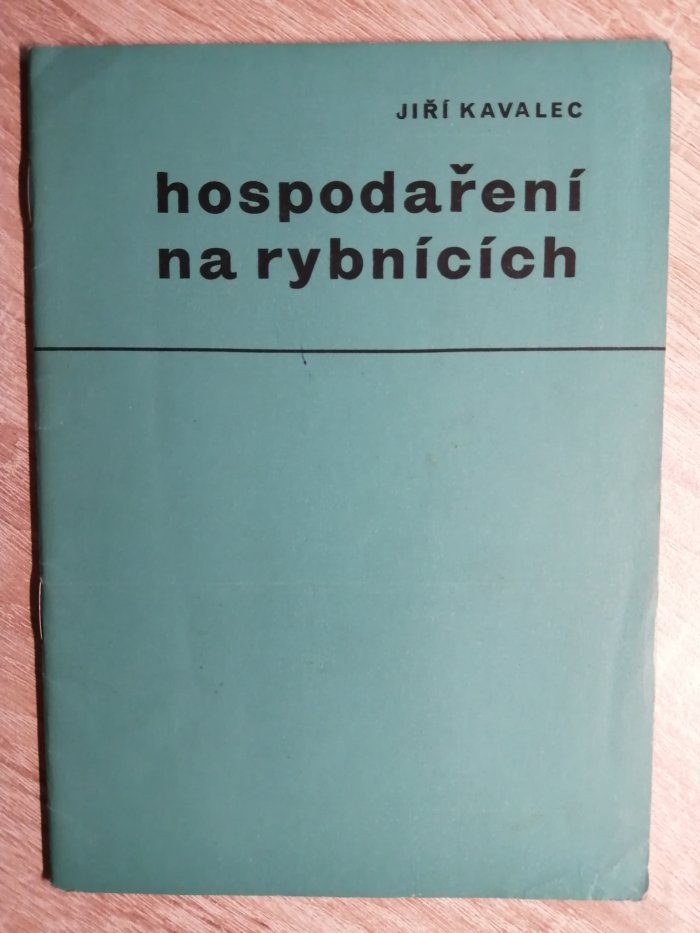 JIŘÍ KAVALEC
hospodaření
na rybnících